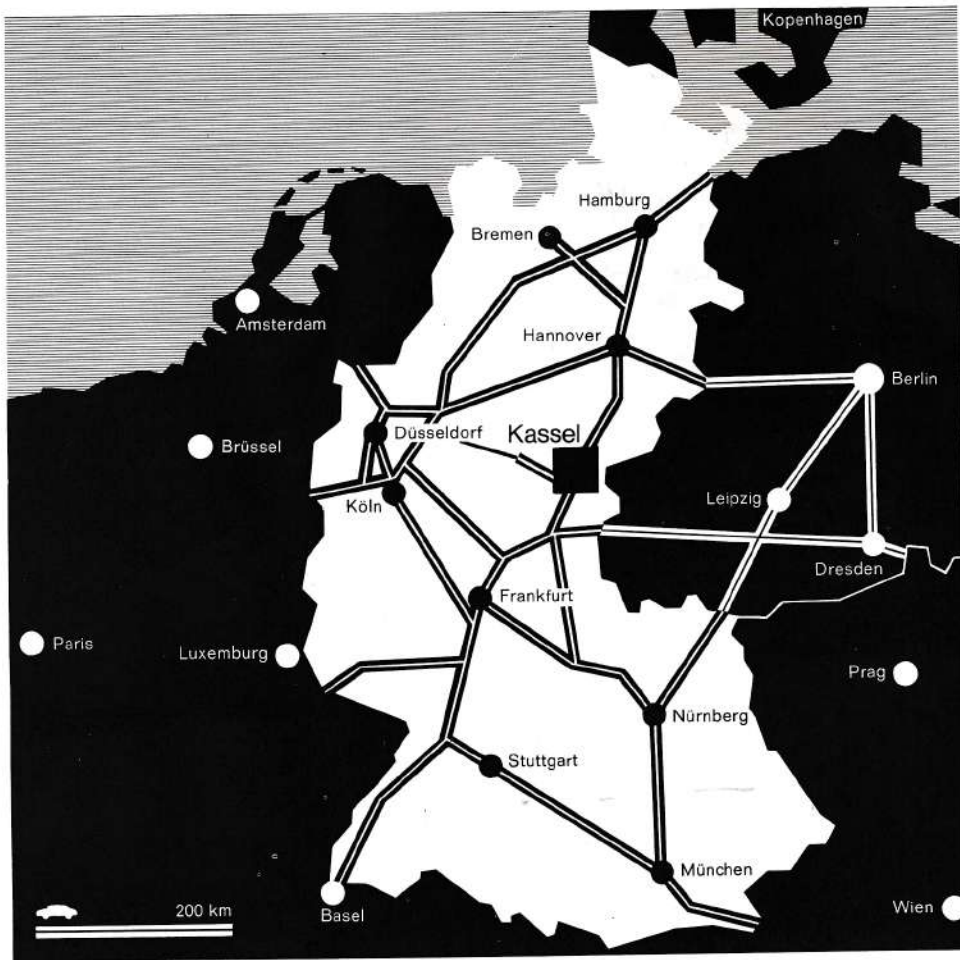 Kopenhagen
Hamburg
Bremen
Amsterdam
Hannover
Berlin
Düsseldorf
Kassel
Brüssel
Leipzig
Köln
Dresden
Frankfurt
Paris
Luxemburg
Prag
Nürnberg
Stuttgart
München
200 km
Basel
Wien